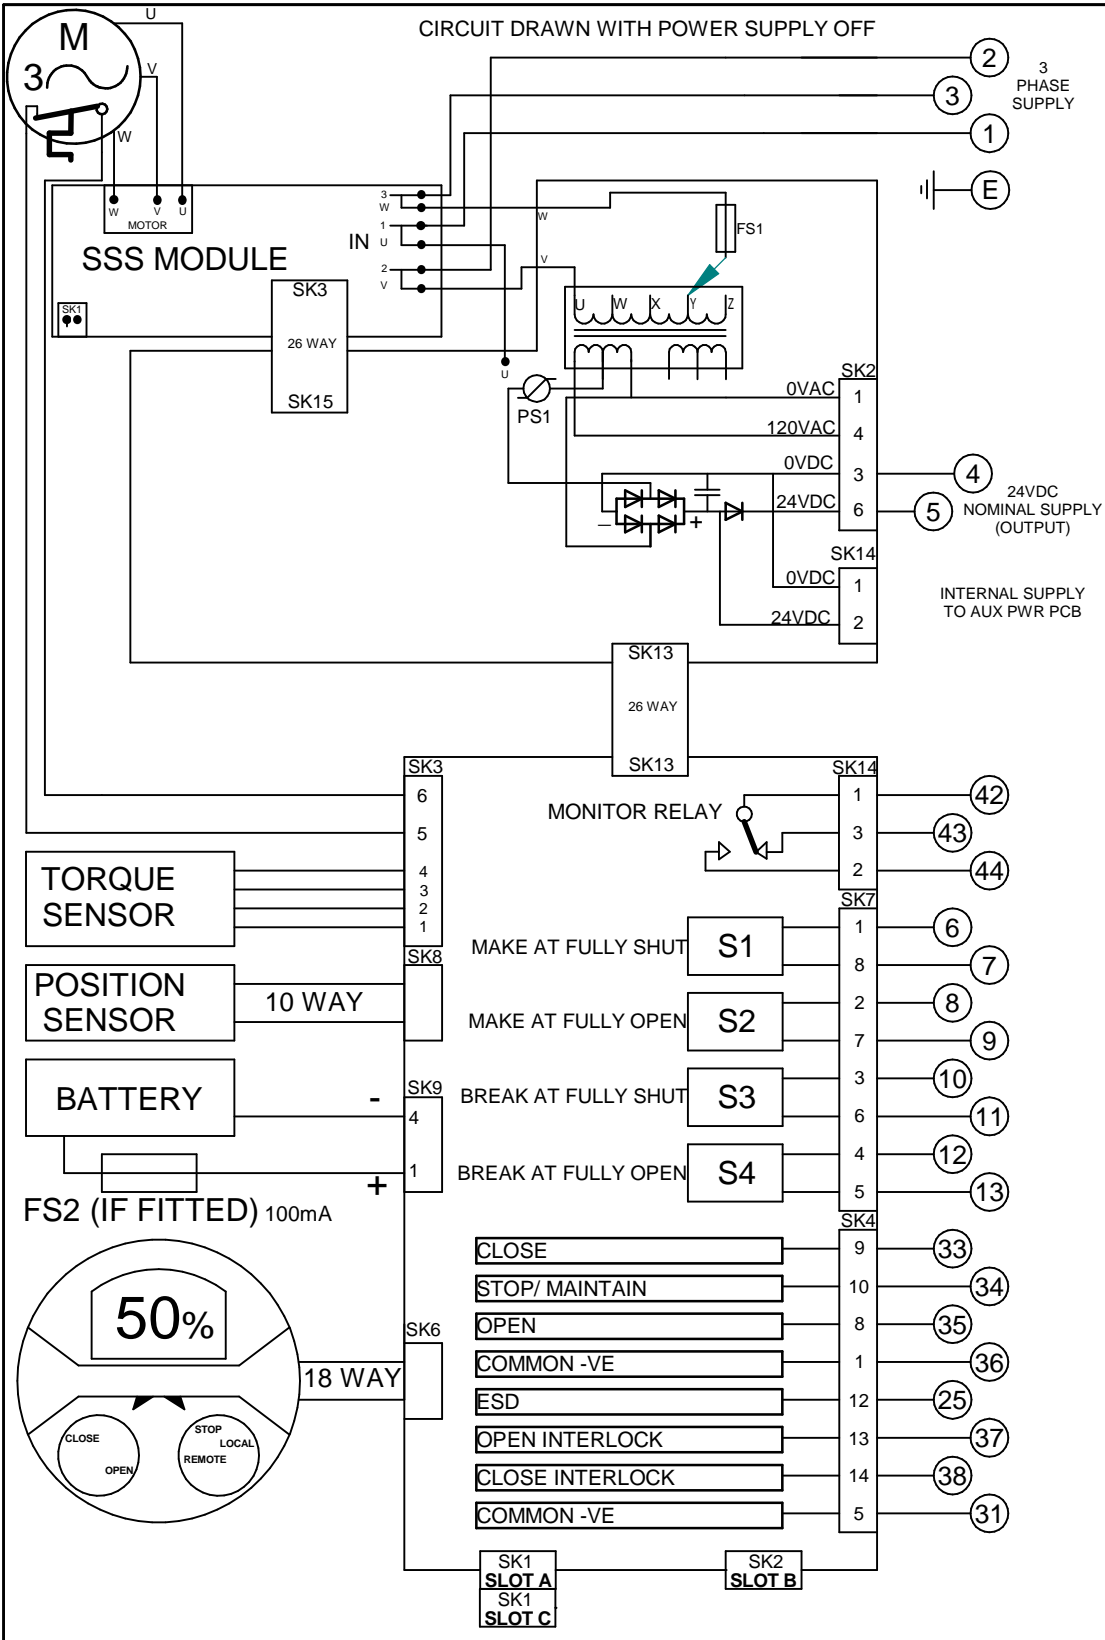 U
CIRCUIT DRAWN WITH POWER SUPPLY OFF
M
3
V
W
2
3
1
E
3
PHASE
SUPPLY
W
V
U
MOTOR
SSS MODULE
IN
3
W
1
U
2
V
W
V
FS1
SK1
SK3
26 WAY
SK15
U
W
X
Y
Z
U
PS1
SK2
0VAC
1
120VAC
4
0VDC
3
4
24VDC
6
5
24VDC
NOMINAL SUPPLY
(OUTPUT)
–
+
SK14
0VDC
1
24VDC
2
INTERNAL SUPPLY
TO AUX PWR PCB
SK13
26 WAY
SK13
SK3
6
5
4
3
2
1
TORQUE
SENSOR
SK8
POSITION
SENSOR
10 WAY
BATTERY
-
SK9
4
1
+
FS2 (IF FITTED) 100mA
50%
SK6
18 WAY
CLOSE
OPEN
STOP
LOCAL
REMOTE
MONITOR RELAY
SK14
1
42
3
43
2
44
SK7
MAKE AT FULLY SHUT
S1
1
6
8
7
MAKE AT FULLY OPEN
S2
2
8
7
9
BREAK AT FULLY SHUT
S3
3
10
6
11
BREAK AT FULLY OPEN
S4
4
12
5
13
SK4
CLOSE
9
33
STOP/ MAINTAIN
10
34
OPEN
8
35
COMMON -VE
1
36
ESD
12
25
OPEN INTERLOCK
13
37
CLOSE INTERLOCK
14
38
COMMON -VE
5
31
SK1
SLOT A
SK1
SLOT C
SK2
SLOT B